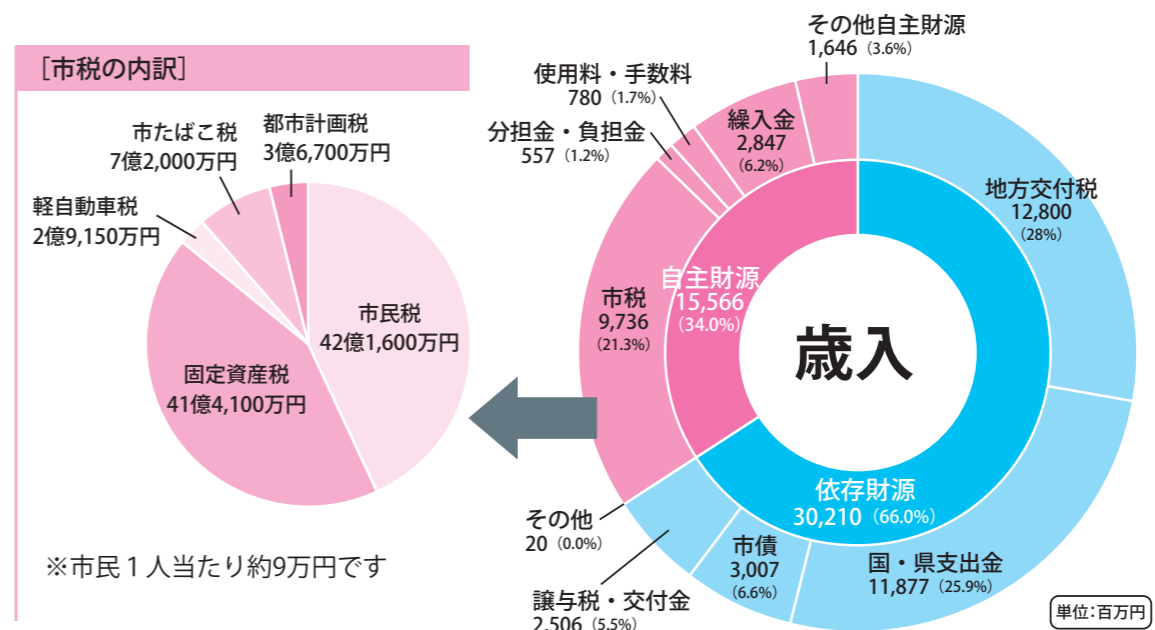 ［市税の内訳］
市たばこ税
7億2,000万円
都市計画税
3億6,700万円
軽自動車税
2億9,150万円
市民税
42億1,600万円
固定資産税
41億4,100万円
※市民１人当たり約9万円です
その他自主財源
1,646（3.6%）
使用料・手数料
780（1.7%）
分担金・負担金
557（1.2%）
繰入金
2,847
（6.2%）
地方交付税
12,800
（28%）
自主財源
15,566
（34.0%）
市税
9,736
（21.3%）
歳入
依存財源
30,210（66.0%）
その他
20（0.0%）
市債
3,007
（6.6%）
国・県支出金
11,877（25.9%）
譲与税・交付金
2,506（5.5%）
単位：百万円